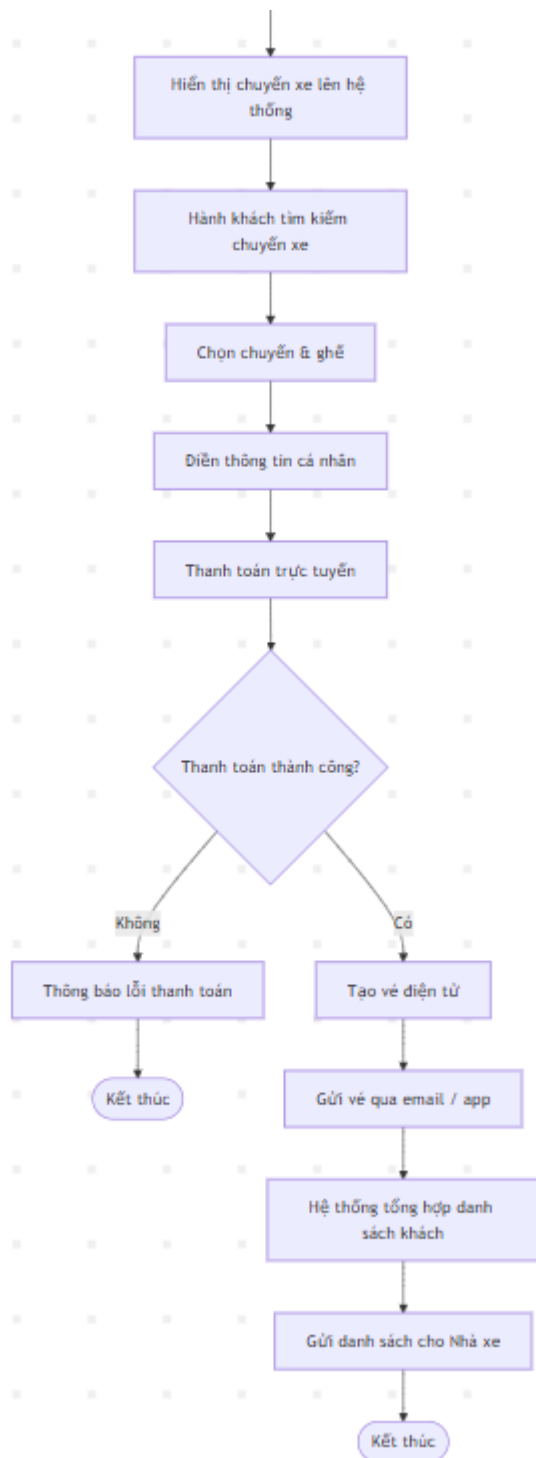 Hiển thị chuyến xe lên hệ
thống
Hành khách tìm kiếm
chuyến xe
Chọn chuyến & ghế
Điền thông tin cá nhân
Thanh toán trực tuyến
Thanh toán thành công?
Không
Có
Thông báo lỗi thanh toán
Tạo vé điện tử
Kết thúc
Gửi vé qua email / app
Hệ thống tổng hợp danh
sách khách
Gửi danh sách cho Nhà xe
Kết thúc